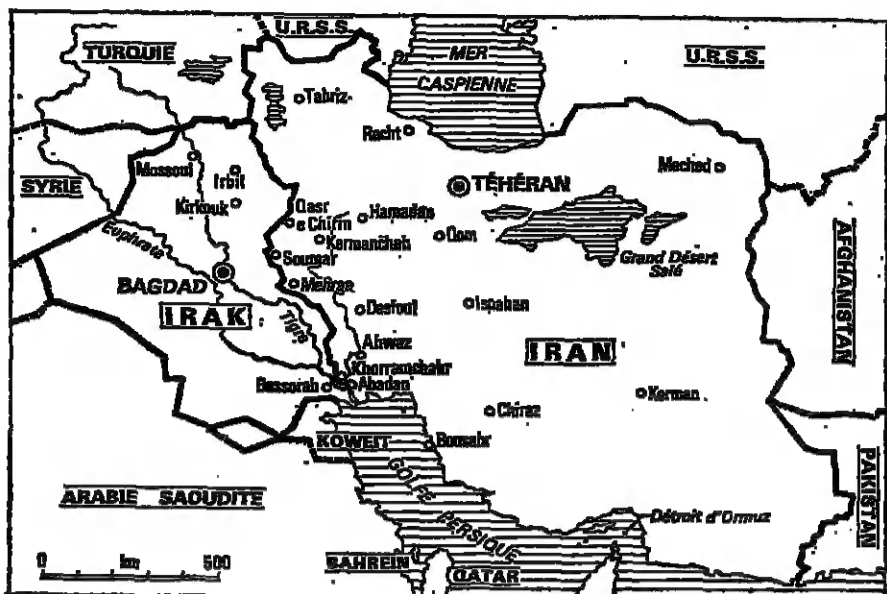 U.R.S.S.
TURQUIE
MER
CASPIENNE
U.R.S.S.
Tabriz
Racht
Mossoul
Irbil
Meched
SYRIE
TÉHÉRAN
Kirkouk
Qasr
e Chirin
Hamadan
Kermanchah
Qom
Euphrate
Soumar
Grand Désert
Salé
AFGHANISTAN
BAGDAD
Mehran
IRAK
Tigre
Desfoul
Ispahan
Ahwaz
IRAN
Khorramchahr
Bassorah
Abadan
Kerman
Chiraz
KOWEIT
Bousahr
GOLFE PERSIQUE
ARABIE SAOUDITE
Détroit d'Ormuz
PAKISTAN
0 km 500
BAHREIN
QATAR